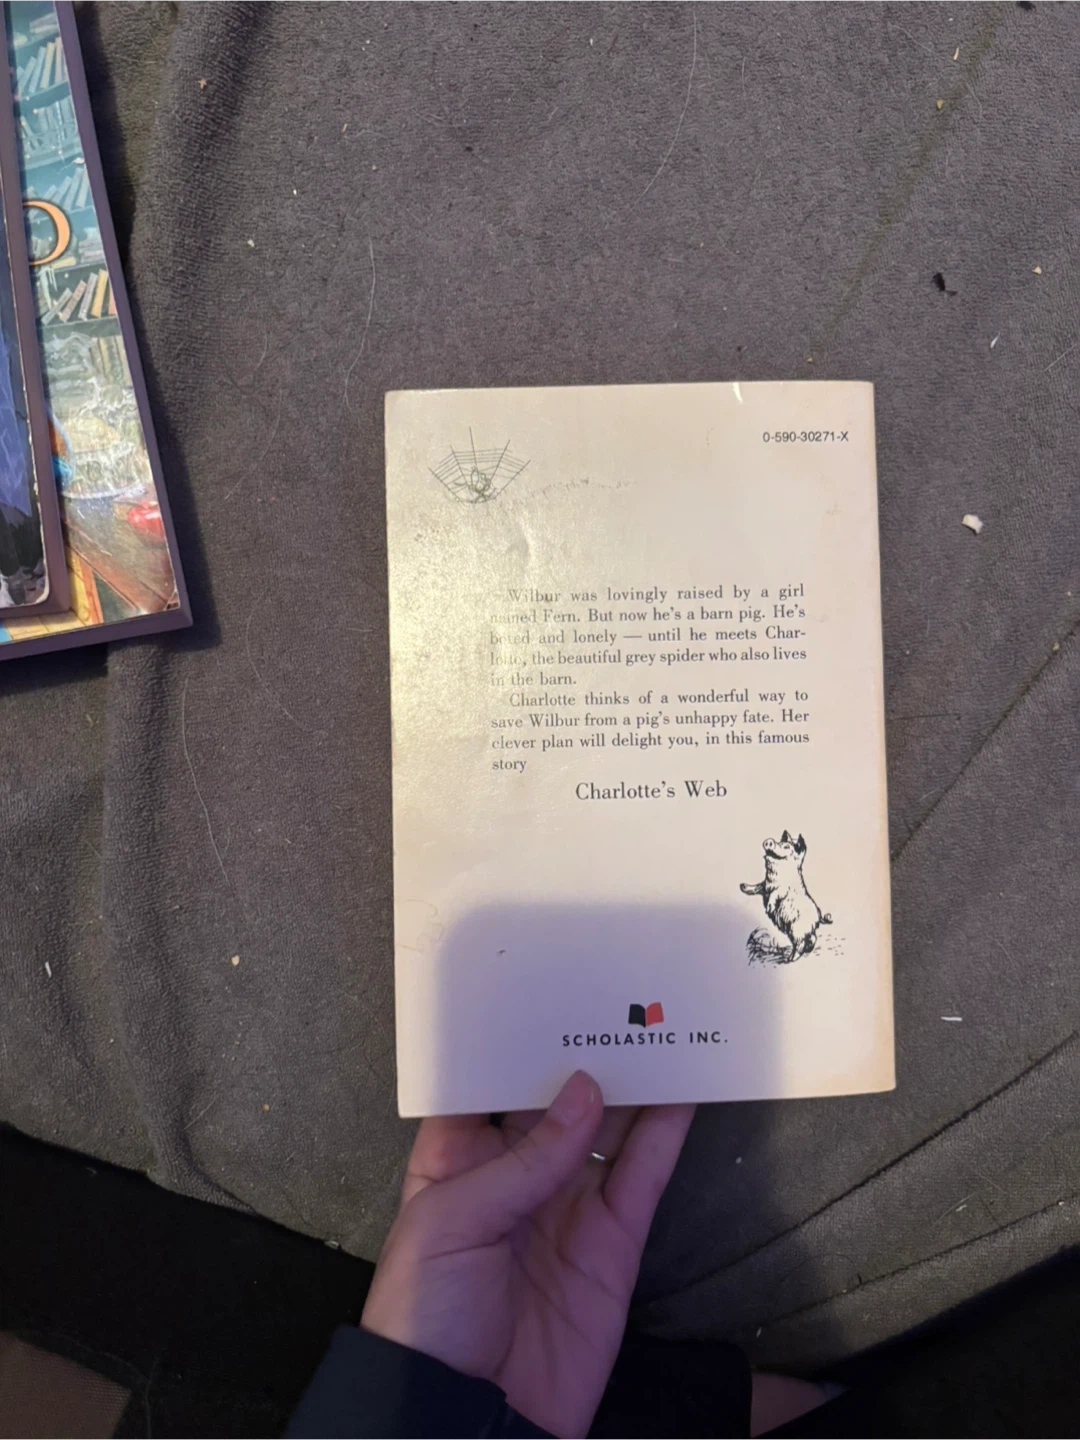 O
0-590-30271-X
Wilbur was lovingly raised by a girl
named Fern. But now he's a barn pig. He's
bored and lonely — until he meets Char-
lotte, the beautiful grey spider who also lives
in the barn.
Charlotte thinks of a wonderful way to
save Wilbur from a pig's unhappy fate. Her
clever plan will delight you, in this famous
story
Charlotte's Web
SCHOLASTIC INC.